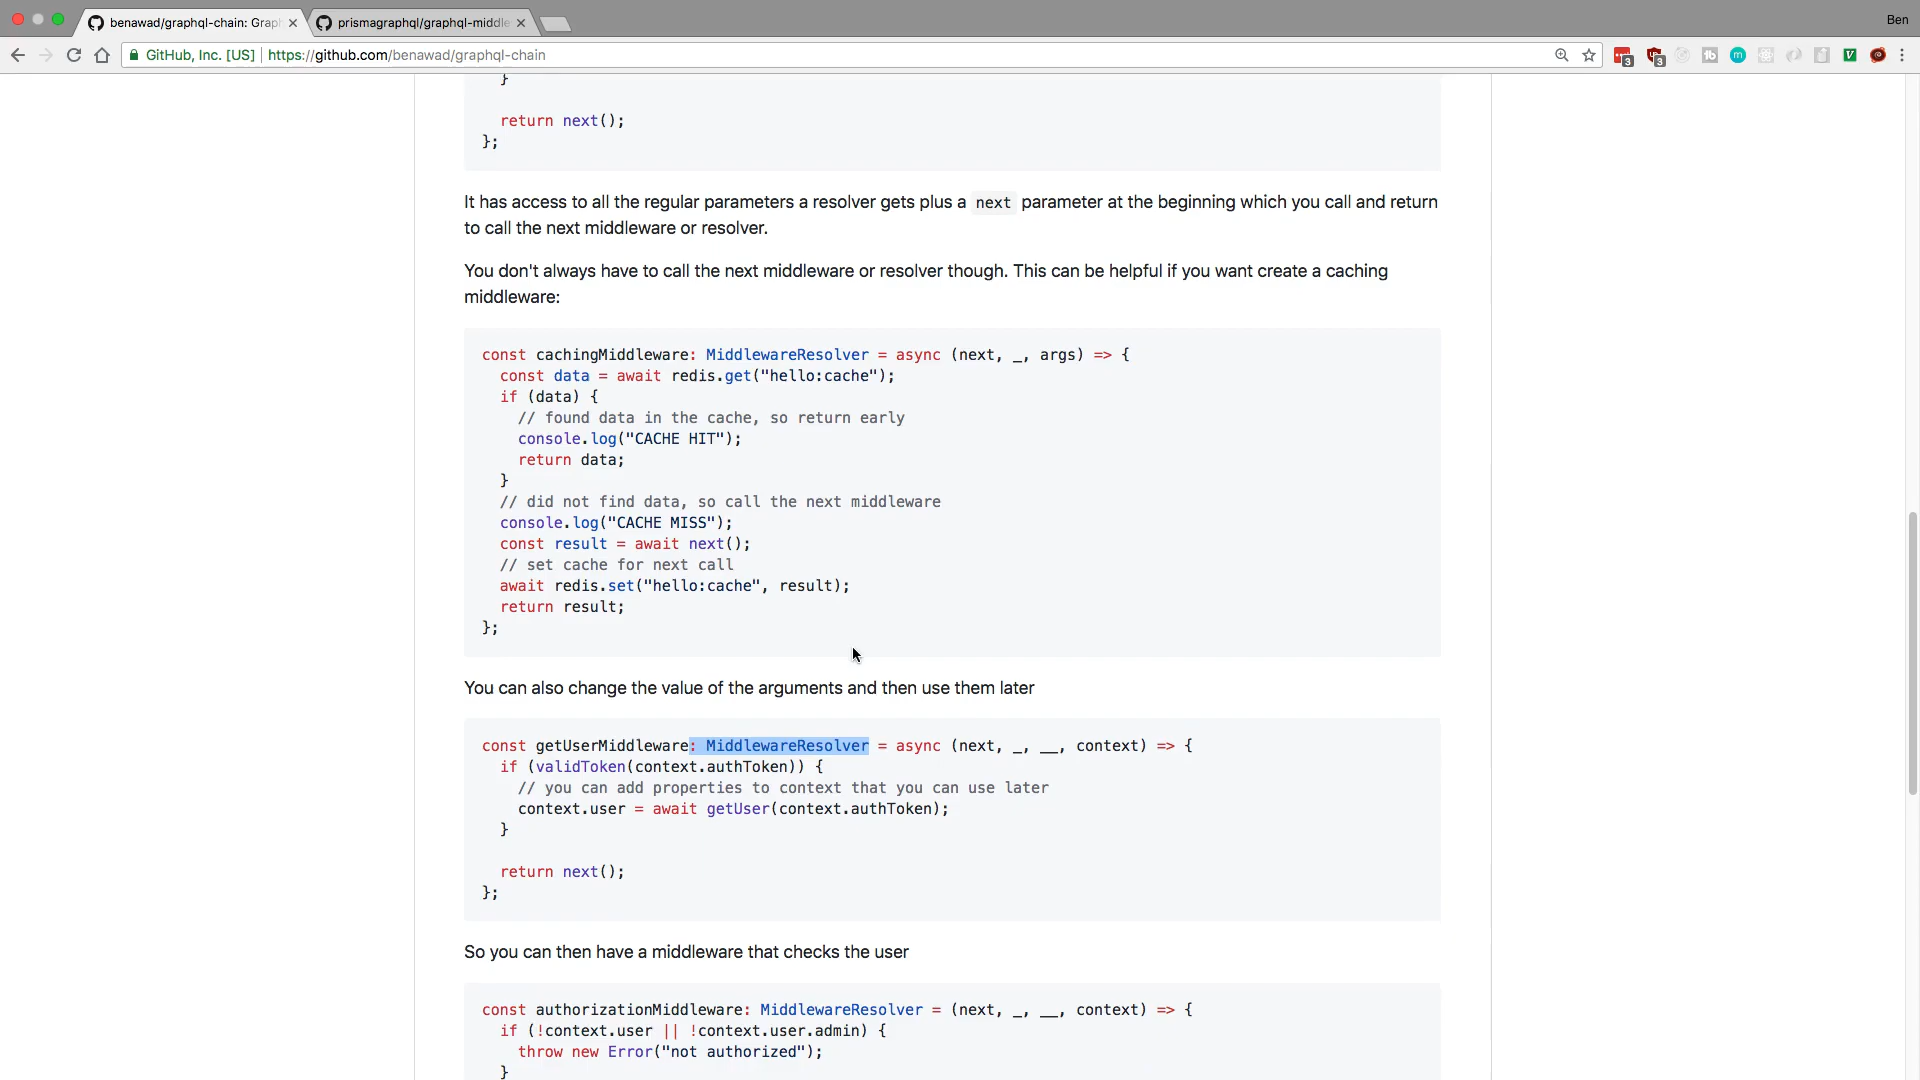 benawad/graphql-chain: Grap
prismagraphql/graphql-middle
Ben
GitHub, Inc. [US] | https://github.com/benawad/graphql-chain
3
3
tb
m
V
}
return next();
};
It has access to all the regular parameters a resolver gets plus a next parameter at the beginning which you call and return
to call the next middleware or resolver.
You don't always have to call the next middleware or resolver though. This can be helpful if you want create a caching
middleware:
const cachingMiddleware: MiddlewareResolver = async (next, _, args) => {
const data = await redis.get("hello:cache");
if (data) {
// found data in the cache, so return early
console.log("CACHE HIT");
return data;
}
// did not find data, so call the next middleware
console.log("CACHE MISS");
const result = await next();
// set cache for next call
await redis.set("hello:cache", result);
return result;
};
You can also change the value of the arguments and then use them later
const getUserMiddleware: MiddlewareResolver = async (next, _, __, context) => {
if (validToken(context.authToken)) {
// you can add properties to context that you can use later
context.user = await getUser(context.authToken);
}
return next();
};
So you can then have a middleware that checks the user
const authorizationMiddleware: MiddlewareResolver = (next, _, __, context) => {
if (!context.user || !context.user.admin) {
throw new Error("not authorized");
}